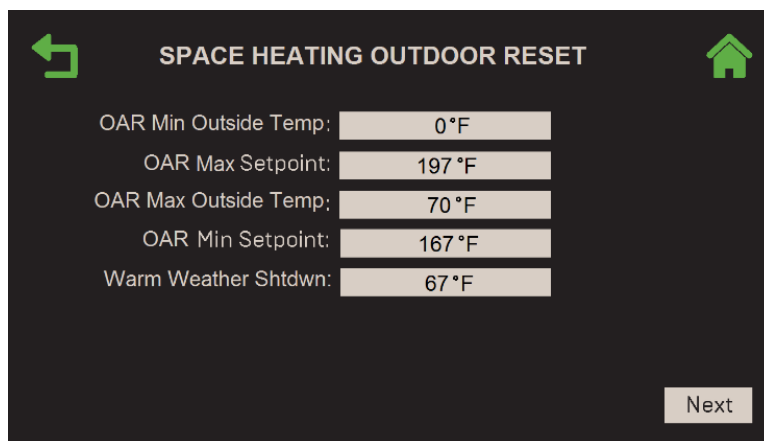 SPACE HEATING OUTDOOR RESET
OAR Min Outside Temp: 0°F
OAR Max Setpoint: 197°F
OAR Max Outside Temp: 70°F
OAR Min Setpoint: 167°F
Warm Weather Shtdwn: 67°F
Next